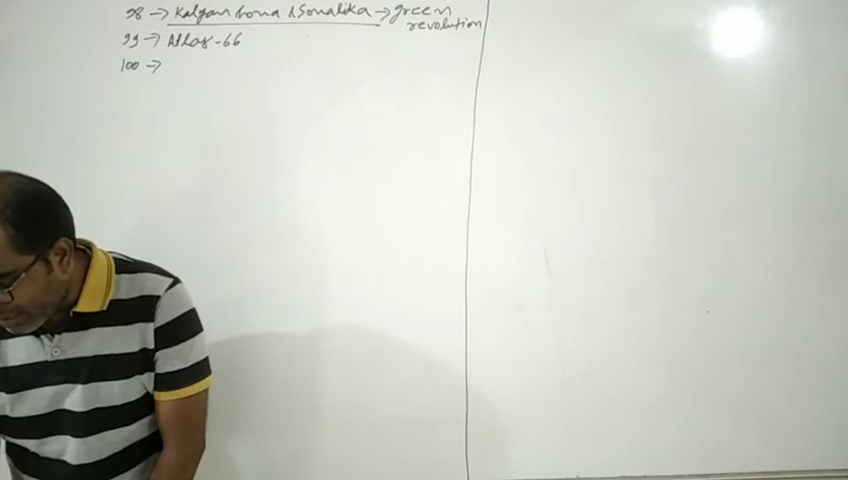 98 → Kalyan Sona & Sonalika → green
revolution
99 → Atlas-66
100 →